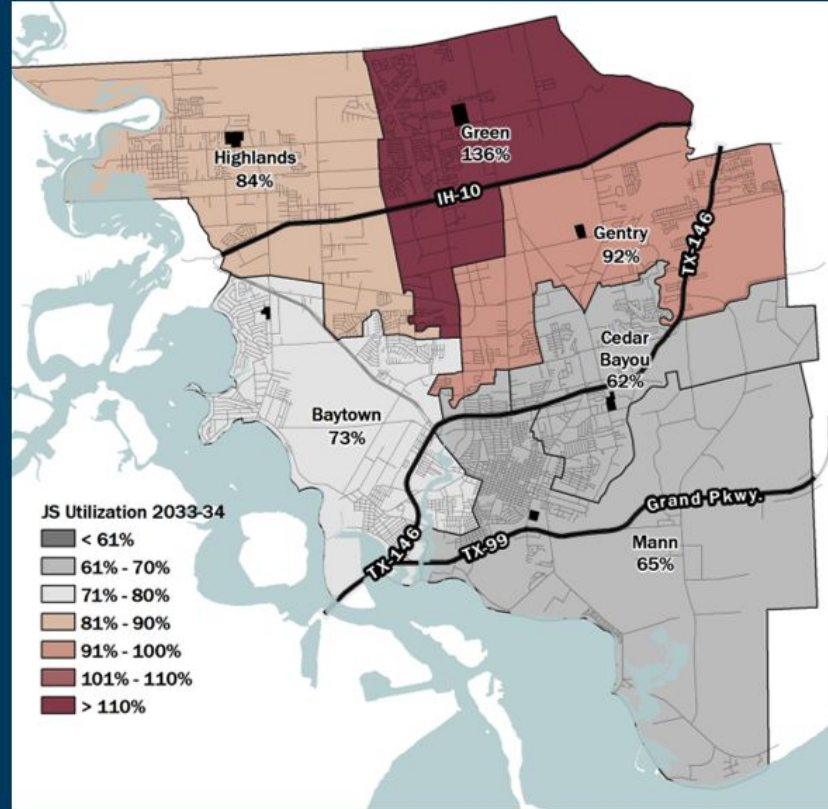 Green
136%
Highlands
84%
IH-10
Gentry
92%
TX-146
Cedar
Bayou
62%
Baytown
73%
Grand Pkwy.
Mann
65%
TX-146
TX-99
JS Utilization 2033-34
< 61%
61% - 70%
71% - 80%
81% - 90%
91% - 100%
101% - 110%
> 110%